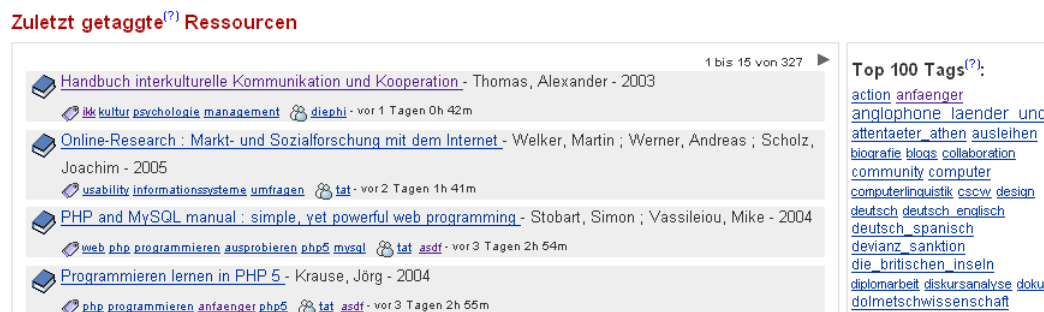 Zuletzt getaggte(?) Ressourcen
1 bis 15 von 327
Handbuch interkulturelle Kommunikation und Kooperation - Thomas, Alexander - 2003
ikk kultur psychologie management diephi - vor 1 Tagen 0h 42m
Online-Research : Markt- und Sozialforschung mit dem Internet - Welker, Martin ; Werner, Andreas ; Scholz,
Joachim - 2005
usability informationssysteme umfragen tat - vor 2 Tagen 1h 41m
PHP and MySQL manual : simple, yet powerful web programming - Stobart, Simon ; Vassileiou, Mike - 2004
web php programmieren ausprobieren php5 mysql tat asdf - vor 3 Tagen 2h 54m
Programmieren lernen in PHP 5 - Krause, Jörg - 2004
php programmieren anfaenger php5 tat asdf - vor 3 Tagen 2h 55m
Top 100 Tags(?):
action anfaenger
anglophone_laender_und
attentaeter_athen ausleihen
biografie blogs collaboration
community computer
computerlinguistik cscw design
deutsch deutsch_englisch
deutsch_spanisch
devianz_sanktion
die_britischen_inseln
diplomarbeit diskursanalyse doku
dolmetschwissenschaft